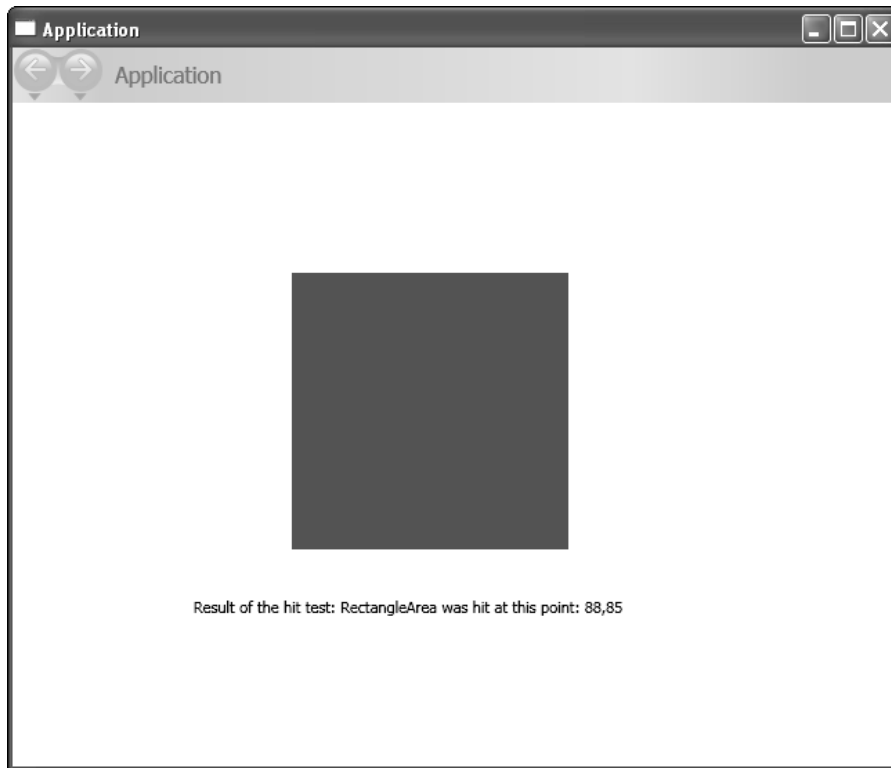 Application
Application
Result of the hit test: RectangleArea was hit at this point: 88,85